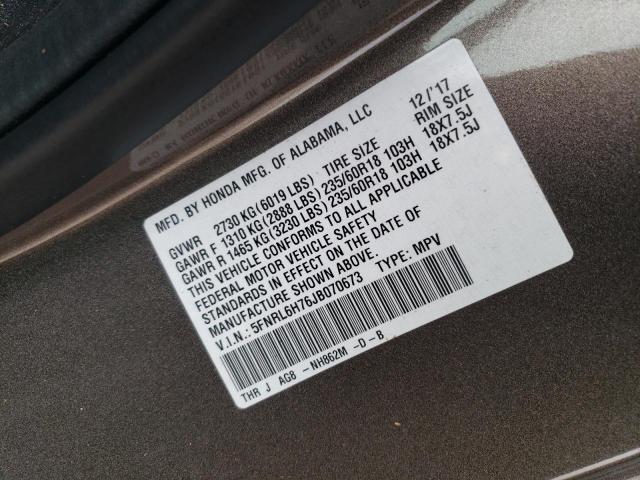 MFD. BY HONDA MFG. OF ALABAMA, LLC 12/'17
GVWR 2730 KG(6019 LBS) TIRE SIZE RIM SIZE
GAWR F 1310 KG(2888 LBS)235/60R18 103H 18X7.5J
GAWR R 1465 KG(3230 LBS)235/60R18 103H 18X7.5J
THIS VEHICLE CONFORMS TO ALL APPLICABLE
FEDERAL MOTOR VEHICLE SAFETY
STANDARDS IN EFFECT ON THE DATE OF
MANUFACTURE SHOWN ABOVE.
V.I.N.: 5FNRL6H76JB070673 TYPE: MPV
THR J AG8 -NH862M -D-B